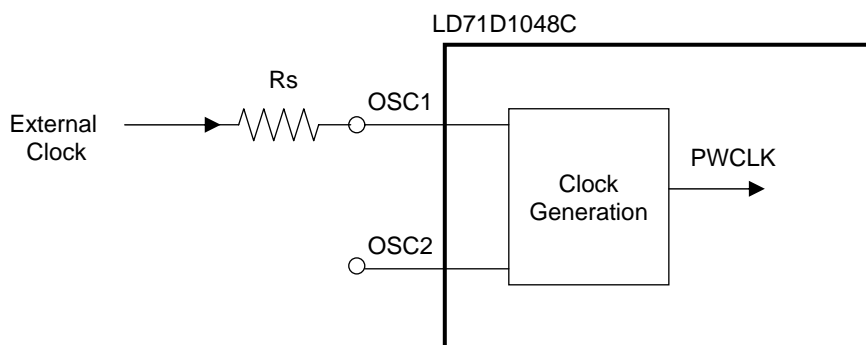 LD71D1048C
Rs
OSC1
External
Clock
PWCLK
Clock
Generation
OSC2